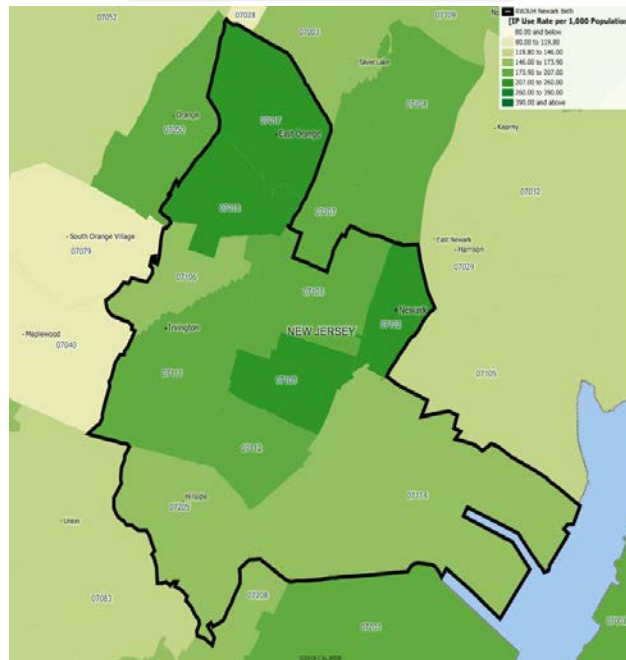 07052
07028
07003
07109
RWJUH Newark Beth
[IP Use Rate per 1,000 Population
80.00 and below
80.00 to 119.80
119.80 to 146.00
146.00 to 173.90
173.90 to 207.00
207.00 to 260.00
260.00 to 390.00
390.00 and above
Silver Lake
07104
Orange
07050
07017
East Orange
Kearny
07018
07107
07032
South Orange Village
07079
East Newark
Harrison
07029
07106
07103
Newark
07102
Irvington
NEW JERSEY
Maplewood
07040
07111
07108
07105
07112
Hillside
07205
07114
Union
07083
07208
07201